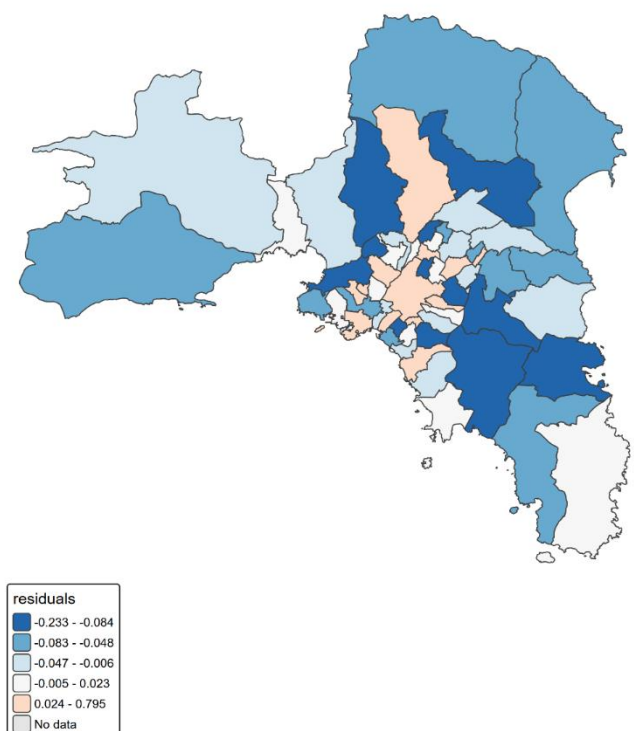 residuals
-0.233 - -0.084
-0.083 - -0.048
-0.047 - -0.006
-0.005 - 0.023
0.024 - 0.795
No data